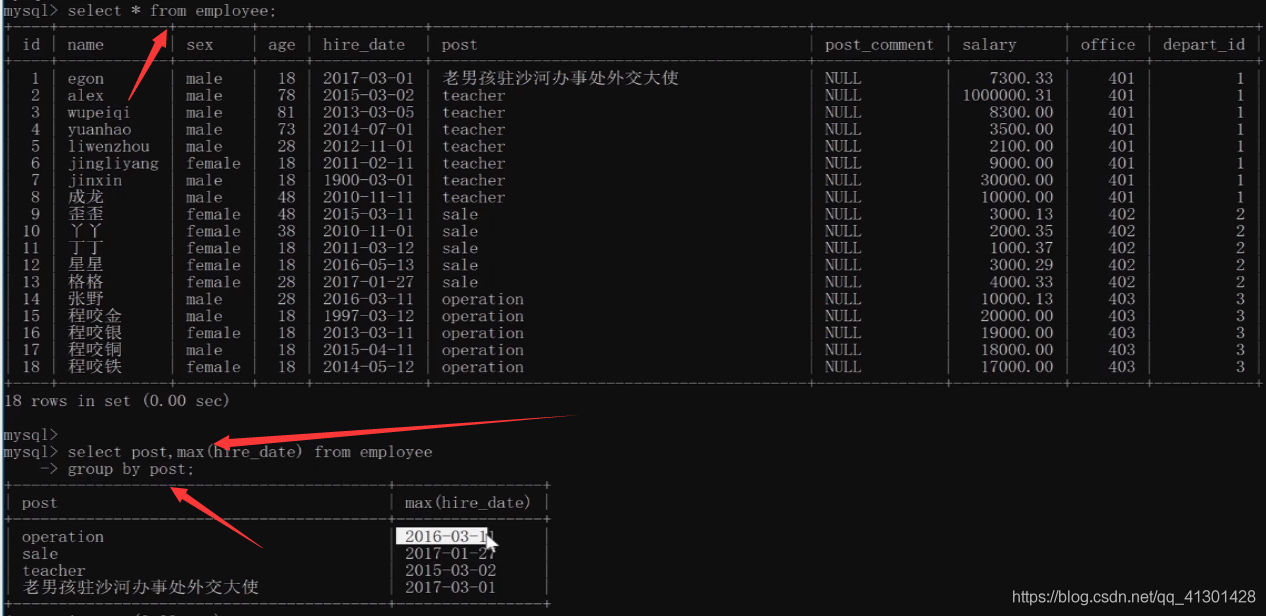 mysql> select * from employee;
id | name | sex | age | hire_date | post | post_comment | salary | office | depart_id
1 | egon | male | 18 | 2017-03-01 | 老男孩驻沙河办事处外交大使 | NULL | 7300.33 | 401 | 1
2 | alex | male | 78 | 2015-03-02 | teacher | NULL | 1000000.31 | 401 | 1
3 | wupeiqi | male | 81 | 2013-03-05 | teacher | NULL | 8300.00 | 401 | 1
4 | yuanhao | male | 73 | 2014-07-01 | teacher | NULL | 3500.00 | 401 | 1
5 | liwenzhou | male | 28 | 2012-11-01 | teacher | NULL | 2100.00 | 401 | 1
6 | jingliyang | female | 18 | 2011-02-11 | teacher | NULL | 9000.00 | 401 | 1
7 | jinxin | male | 18 | 1900-03-01 | teacher | NULL | 30000.00 | 401 | 1
8 | 成龙 | male | 48 | 2010-11-11 | teacher | NULL | 10000.00 | 401 | 1
9 | 歪歪 | female | 48 | 2015-03-11 | sale | NULL | 3000.13 | 402 | 2
10 | 丫丫 | female | 38 | 2010-11-01 | sale | NULL | 2000.35 | 402 | 2
11 | 丁丁 | female | 18 | 2011-03-12 | sale | NULL | 1000.37 | 402 | 2
12 | 星星 | female | 18 | 2016-05-13 | sale | NULL | 3000.29 | 402 | 2
13 | 格格 | female | 28 | 2017-01-27 | sale | NULL | 4000.33 | 402 | 2
14 | 张野 | male | 28 | 2016-03-11 | operation | NULL | 10000.13 | 403 | 3
15 | 程咬金 | male | 18 | 1997-03-12 | operation | NULL | 20000.00 | 403 | 3
16 | 程咬银 | female | 18 | 2013-03-11 | operation | NULL | 19000.00 | 403 | 3
17 | 程咬铜 | male | 18 | 2015-04-11 | operation | NULL | 18000.00 | 403 | 3
18 | 程咬铁 | female | 18 | 2014-05-12 | operation | NULL | 17000.00 | 403 | 3
18 rows in set (0.00 sec)
mysql>
mysql> select post,max(hire_date) from employee
-> group by post;
post | max(hire_date)
operation | 2016-03-11
sale | 2017-01-27
teacher | 2015-03-02
老男孩驻沙河办事处外交大使 | 2017-03-01
https://blog.csdn.net/qq_41301428